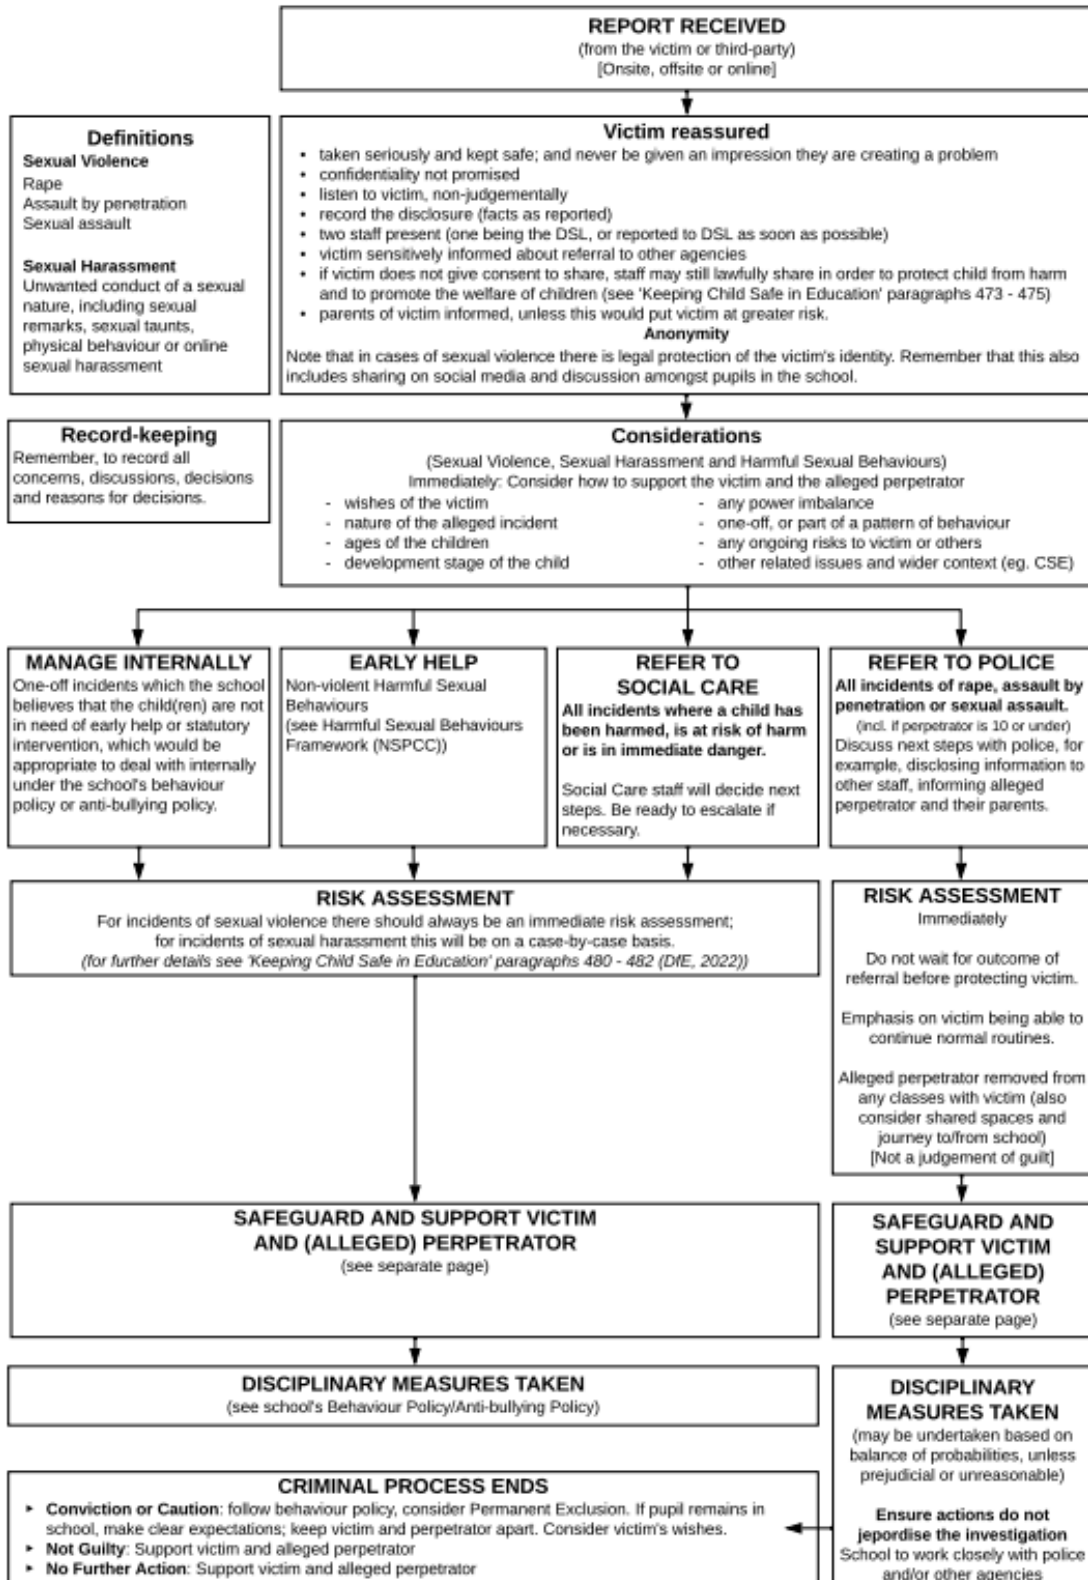 REPORT RECEIVED
(from the victim or third-party)
[Onsite, offsite or online]
Definitions
Sexual Violence
Rape
Assault by penetration
Sexual assault
Sexual Harassment
Unwanted conduct of a sexual
nature, including sexual
remarks, sexual taunts,
physical behaviour or online
sexual harassment
Victim reassured
• taken seriously and kept safe; and never be given an impression they are creating a problem
• confidentiality not promised
• listen to victim, non-judgementally
• record the disclosure (facts as reported)
• two staff present (one being the DSL, or reported to DSL as soon as possible)
• victim sensitively informed about referral to other agencies
• if victim does not give consent to share, staff may still lawfully share in order to protect child from harm
and to promote the welfare of children (see 'Keeping Child Safe in Education' paragraphs 473 - 475)
• parents of victim informed, unless this would put victim at greater risk.
Anonymity
Note that in cases of sexual violence there is legal protection of the victim's identity. Remember that this also
includes sharing on social media and discussion amongst pupils in the school.
Record-keeping
Remember, to record all
concerns, discussions, decisions
and reasons for decisions.
Considerations
(Sexual Violence, Sexual Harassment and Harmful Sexual Behaviours)
Immediately: Consider how to support the victim and the alleged perpetrator
- wishes of the victim
- nature of the alleged incident
- ages of the children
- development stage of the child
- any power imbalance
- one-off, or part of a pattern of behaviour
- any ongoing risks to victim or others
- other related issues and wider context (eg. CSE)
MANAGE INTERNALLY
One-off incidents which the school
believes that the child(ren) are not
in need of early help or statutory
intervention, which would be
appropriate to deal with internally
under the school's behaviour
policy or anti-bullying policy.
EARLY HELP
Non-violent Harmful Sexual
Behaviours
(see Harmful Sexual Behaviours
Framework (NSPCC))
REFER TO
SOCIAL CARE
All incidents where a child has
been harmed, is at risk of harm
or is in immediate danger.
Social Care staff will decide next
steps. Be ready to escalate if
necessary.
REFER TO POLICE
All incidents of rape, assault by
penetration or sexual assault.
(incl. if perpetrator is 10 or under)
Discuss next steps with police, for
example, disclosing information to
other staff, informing alleged
perpetrator and their parents.
RISK ASSESSMENT
For incidents of sexual violence there should always be an immediate risk assessment;
for incidents of sexual harassment this will be on a case-by-case basis.
(for further details see 'Keeping Child Safe in Education' paragraphs 480 - 482 (DfE, 2022))
RISK ASSESSMENT
Immediately
Do not wait for outcome of
referral before protecting victim.
Emphasis on victim being able to
continue normal routines.
Alleged perpetrator removed from
any classes with victim (also
consider shared spaces and
journey to/from school)
[Not a judgement of guilt]
SAFEGUARD AND SUPPORT VICTIM
AND (ALLEGED) PERPETRATOR
(see separate page)
SAFEGUARD AND
SUPPORT VICTIM
AND (ALLEGED)
PERPETRATOR
(see separate page)
DISCIPLINARY MEASURES TAKEN
(see school's Behaviour Policy/Anti-bullying Policy)
DISCIPLINARY
MEASURES TAKEN
(may be undertaken based on
balance of probabilities, unless
prejudicial or unreasonable)
Ensure actions do not
jepordise the investigation
School to work closely with police
and/or other agencies
CRIMINAL PROCESS ENDS
► Conviction or Caution: follow behaviour policy, consider Permanent Exclusion. If pupil remains in
school, make clear expectations; keep victim and perpetrator apart. Consider victim's wishes.
► Not Guilty: Support victim and alleged perpetrator
► No Further Action: Support victim and alleged perpetrator